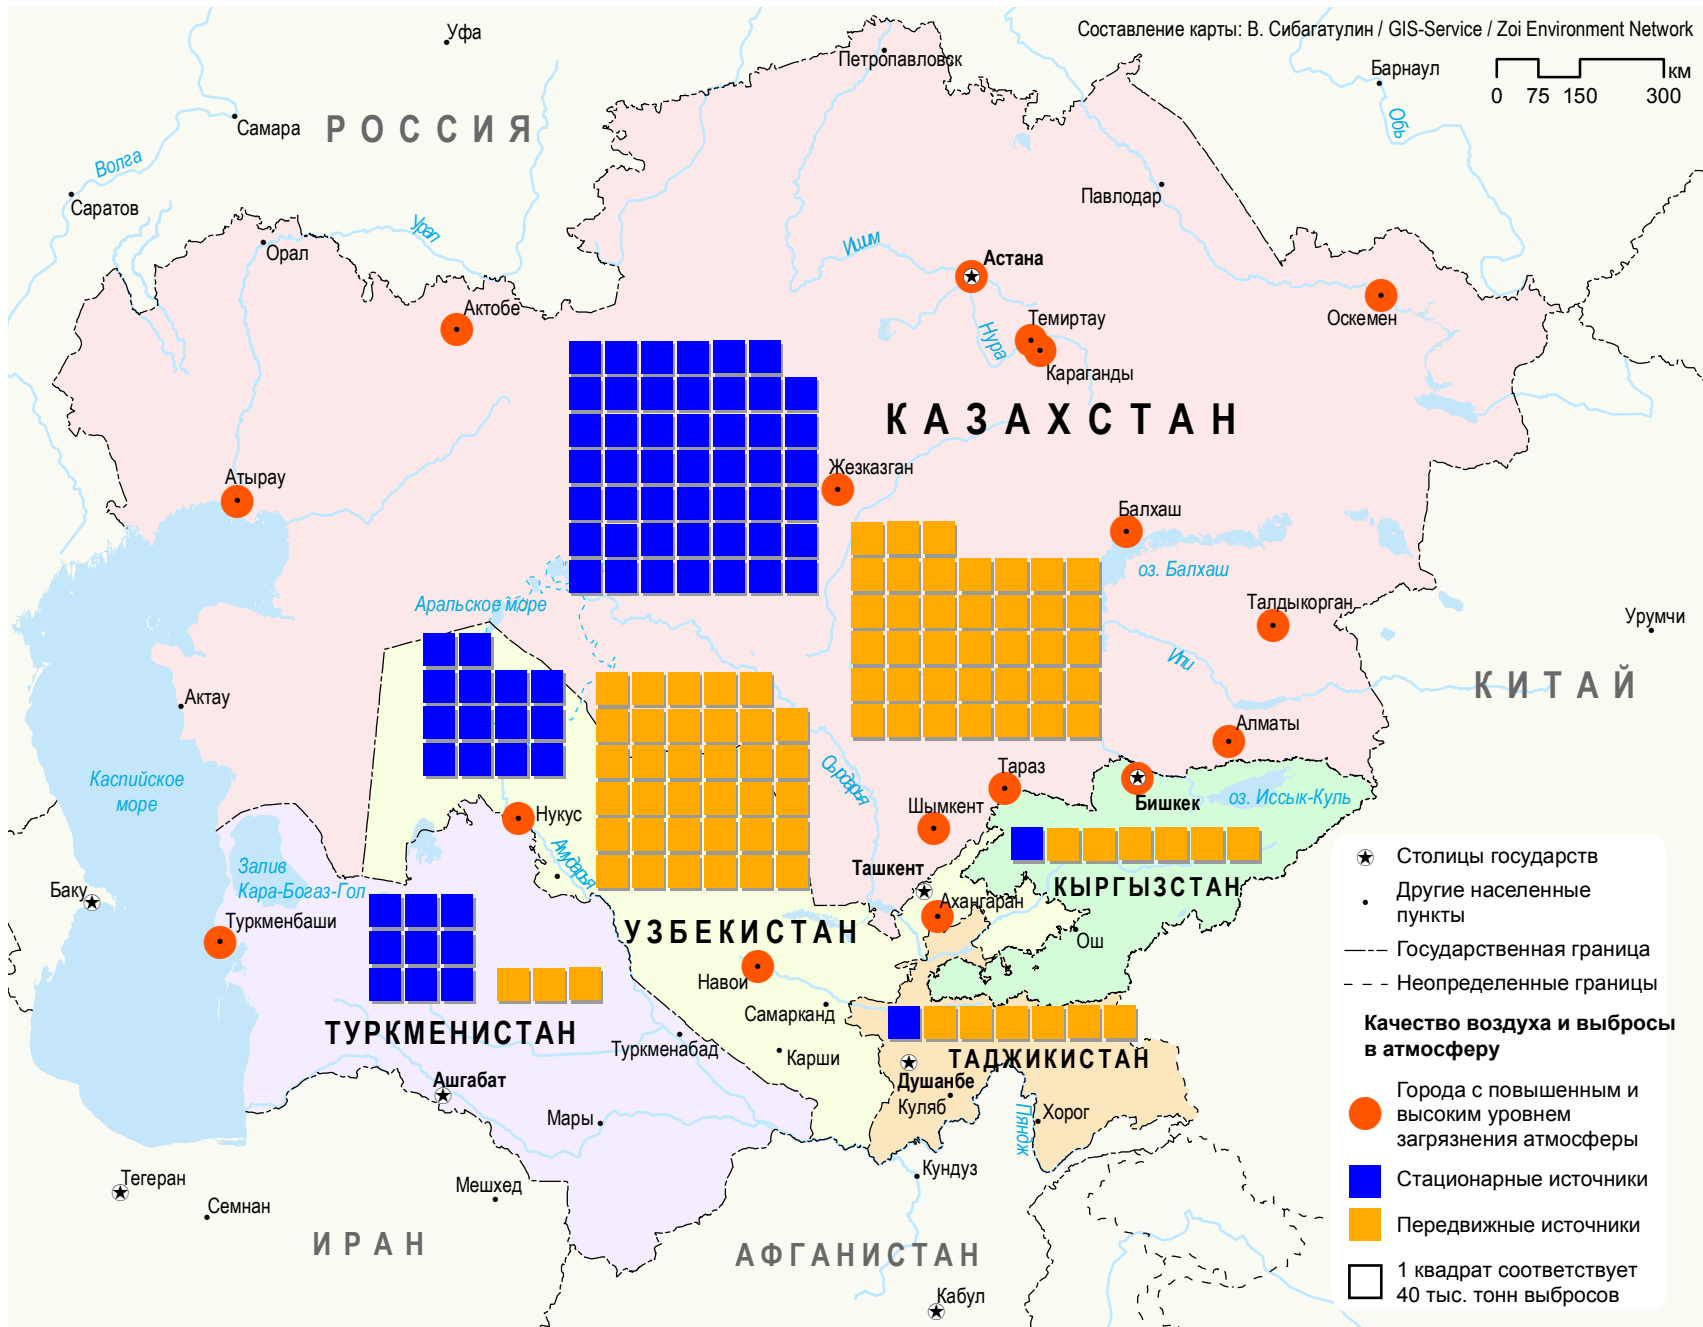 Составление карты: В. Сибагатулин / GIS-Service / Zoi Environment Network
Уфа
Петропавловск
Барнаул
км
0 75 150 300
Обь
Самара
РОССИЯ
Волга
Саратов
Павлодар
Урал
Орал
Ишим
Астана
Актобе
Темиртау
Оскемен
Нура
Караганды
КАЗАХСТАН
Жезказган
Атырау
Балхаш
оз. Балхаш
Аральское море
Талдыкорган
Урумчи
Или
КИТАЙ
Актау
Алматы
Каспийское
море
Сырдарья
Тараз
Бишкек
оз. Иссык-Куль
Шымкент
Нукус
Амударья
Ташкент
КЫРГЫЗСТАН
Залив
Кара-Богаз-Гол
Баку
Ахангаран
Туркменбаши
УЗБЕКИСТАН
Ош
Навои
Самарканд
ТУРКМЕНИСТАН
Туркменабад
Карши
ТАДЖИКИСТАН
Ашгабат
Душанбе
Куляб
Мары
Хорог
Пяндж
Кундуз
Тегеран
Мешхед
Семнан
ИРАН
АФГАНИСТАН
Кабул
Столицы государств
Другие населенные
пункты
Государственная граница
Неопределенные границы
Качество воздуха и выбросы
в атмосферу
Города с повышенным и
высоким уровнем
загрязнения атмосферы
Стационарные источники
Передвижные источники
1 квадрат соответствует
40 тыс. тонн выбросов